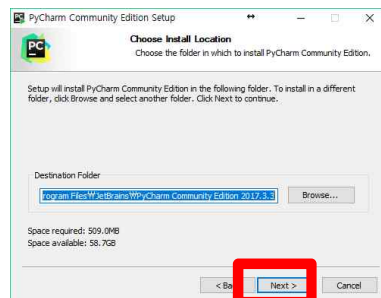 PyCharm Community Edition Setup
PC
Choose Install Location
Choose the folder in which to install PyCharm Community Edition.
Setup will install PyCharm Community Edition in the following folder. To install in a different
folder, click Browse and select another folder. Click Next to continue.
Destination Folder
rogram Files₩JetBrains₩PyCharm Community Edition 2017.3.3
Browse...
Space required: 509.0MB
Space available: 58.7GB
< Ba
Next >
Cancel